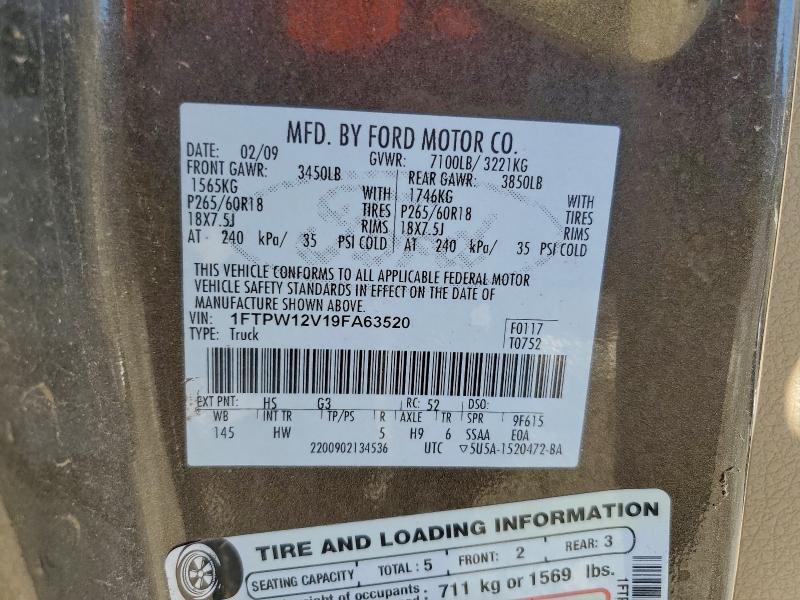 MFD. BY FORD MOTOR CO.
DATE: 02/09 GVWR: 7100LB/ 3221KG
FRONT GAWR: 3450LB REAR GAWR: 3850LB
1565KG WITH 1746KG WITH
P265/60R18 TIRES P265/60R18 TIRES
18X7.5J RIMS 18X7.5J RIMS
AT 240 kPa/ 35 PSI COLD AT 240 kPa/ 35 PSI COLD
THIS VEHICLE CONFORMS TO ALL APPLICABLE FEDERAL MOTOR
VEHICLE SAFETY STANDARDS IN EFFECT ON THE DATE OF
MANUFACTURE SHOWN ABOVE.
VIN: 1FTPW12V19FA63520 F0117
TYPE: Truck T0752
EXT PNT: HS G3 RC: 52 DSO:
WB INT TR TP/PS R AXLE TR SPR 9F615
145 HW 5 H9 6 SSAA E0A
2200902134536 UTC ▽5U5A-1520472-BA
TIRE AND LOADING INFORMATION
SEATING CAPACITY TOTAL : 5 FRONT: 2 REAR: 3
of occupants 711 kg or 1569 lbs.